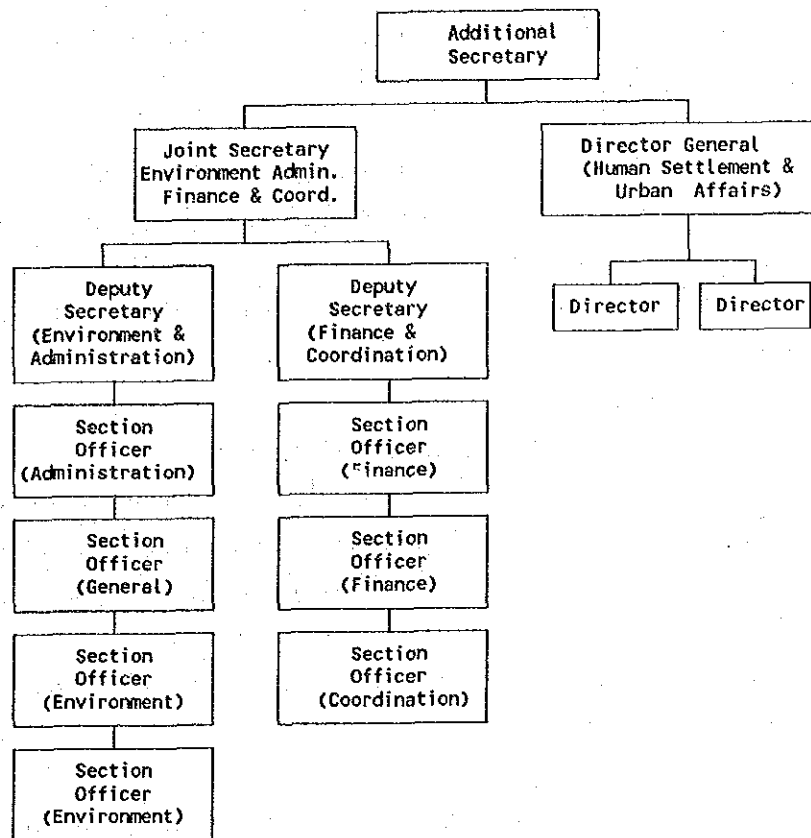 Additional
Secretary
Joint Secretary
Environment Admin.
Finance & Coord.
Director General
(Human Settlement &
Urban Affairs)
Deputy
Secretary
(Environment &
Administration)
Deputy
Secretary
(Finance &
Coordination)
Director
Director
Section
Officer
(Administration)
Section
Officer
(Finance)
Section
Officer
(General)
Section
Officer
(Finance)
Section
Officer
(Environment)
Section
Officer
(Coordination)
Section
Officer
(Environment)